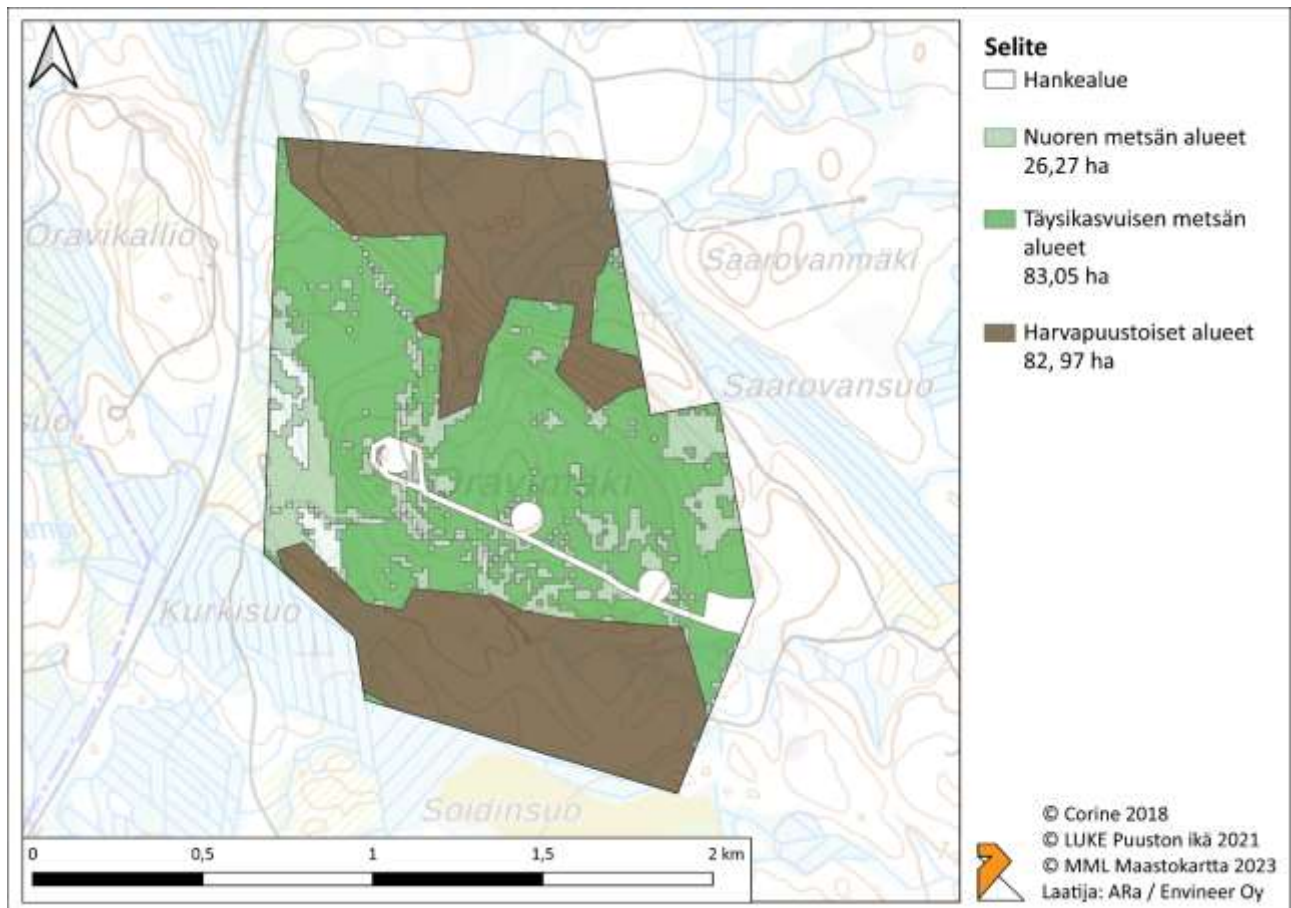 Selite
Hankealue
Nuoren metsän alueet
26,27 ha
Täysikasvuisen metsän
alueet
83,05 ha
Harvapuustoiset alueet
82, 97 ha
Oravikallio
Saarovanmäki
Saarovansuo
suo
Oravimäki
Kurkisuo
Soidinsuo
0
0,5
1
1,5
2 km
© Corine 2018
© LUKE Puuston ikä 2021
© MML Maastokartta 2023
Laatija: ARa / Envineer Oy